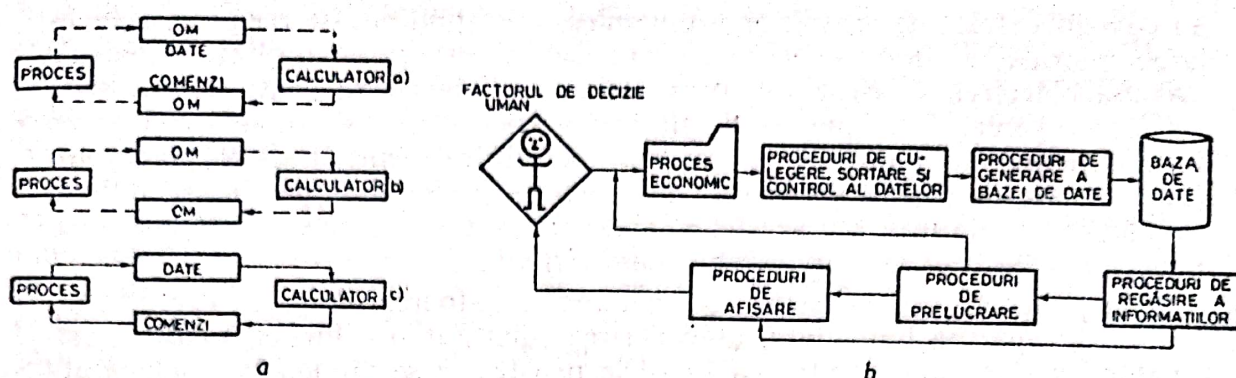 OM
DATE
PROCES
CALCULATOR a)
COMENZI
OM
OM
PROCES
CALCULATOR b)
OM
DATE
PROCES
CALCULATOR c)
COMENZI
a
FACTORUL DE DECIZIE
UMAN
PROCES
ECONOMIC
PROCEDURI DE CU-
LEGERE, SORTARE ȘI
CONTROL AL DATELOR
PROCEDURI DE
GENERARE A
BAZEI DE DATE
BAZA
DE
DATE
PROCEDURI
DE
AFIȘARE
PROCEDURI
DE
PRELUCRARE
PROCEDURI DE
REGĂSIRE A
INFORMAȚIILOR
b